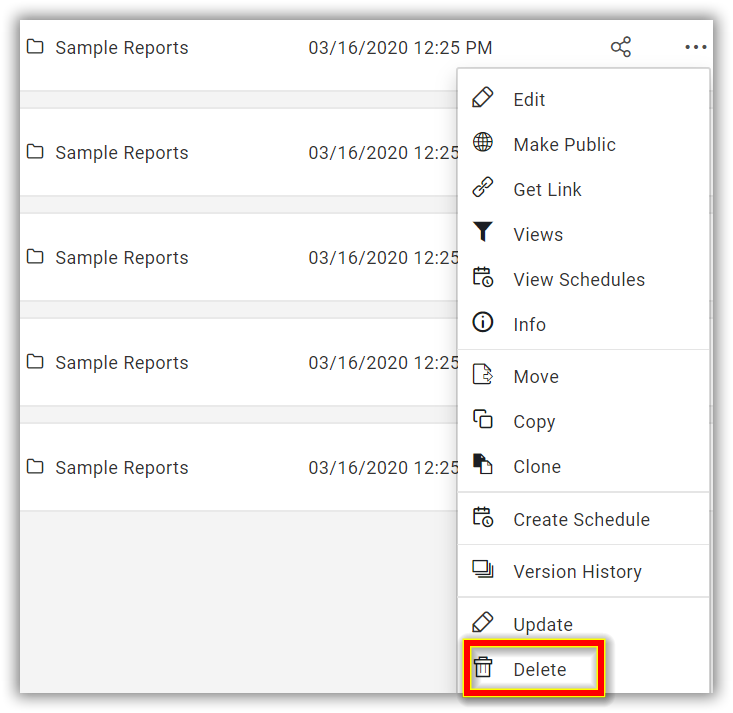 Sample Reports 03/16/2020 12:25 PM
Edit
Make Public
Sample Reports 03/16/2020 12:25
Get Link
Views
Sample Reports 03/16/2020 12:25
View Schedules
Info
Sample Reports 03/16/2020 12:25
Move
Copy
Sample Reports 03/16/2020 12:25
Clone
Create Schedule
Version History
Update
Delete